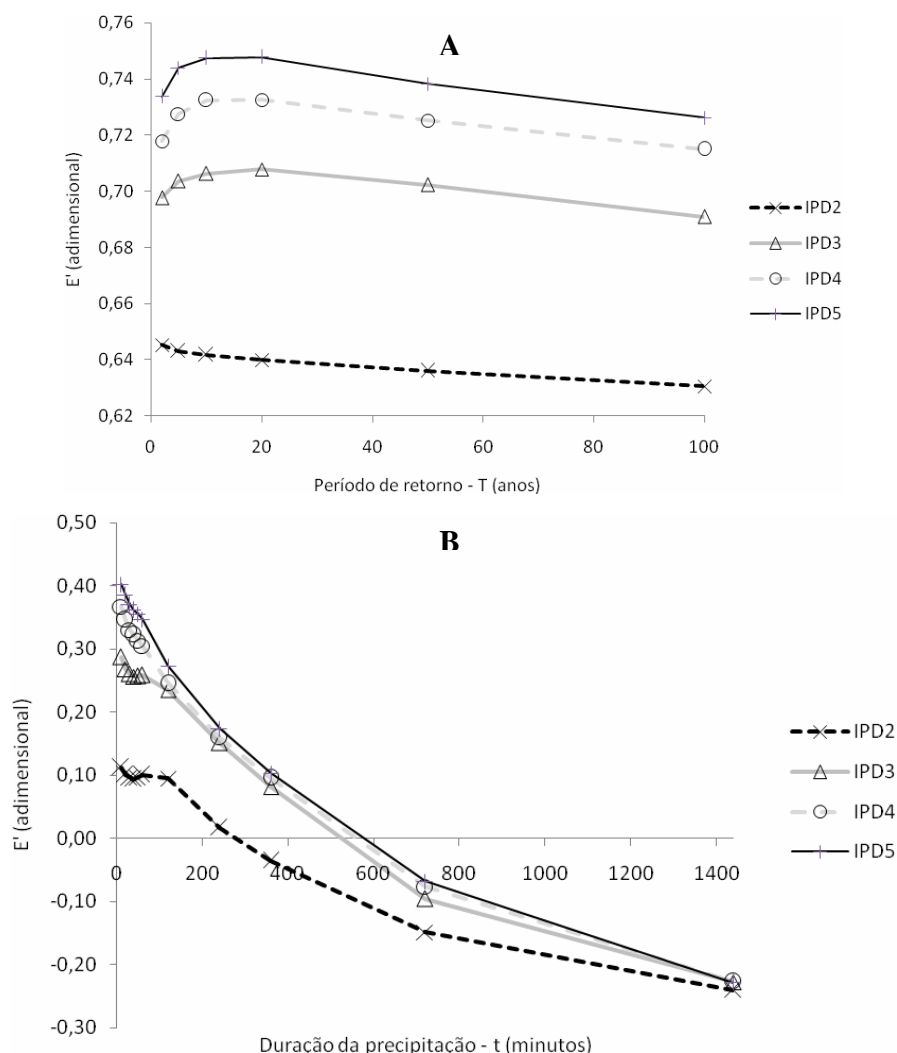 A
0,76
0,74
0,72
0,70
0,68
0,66
0,64
0,62
E' (adimensional)
0 20 40 60 80 100
Período de retorno - T (anos)
IPD2
IPD3
IPD4
IPD5
B
0,50
0,40
0,30
0,20
0,10
0,00
-0,10
-0,20
-0,30
E' (adimensional)
0 200 400 600 800 1000 1200 1400
Duração da precipitação - t (minutos)
IPD2
IPD3
IPD4
IPD5